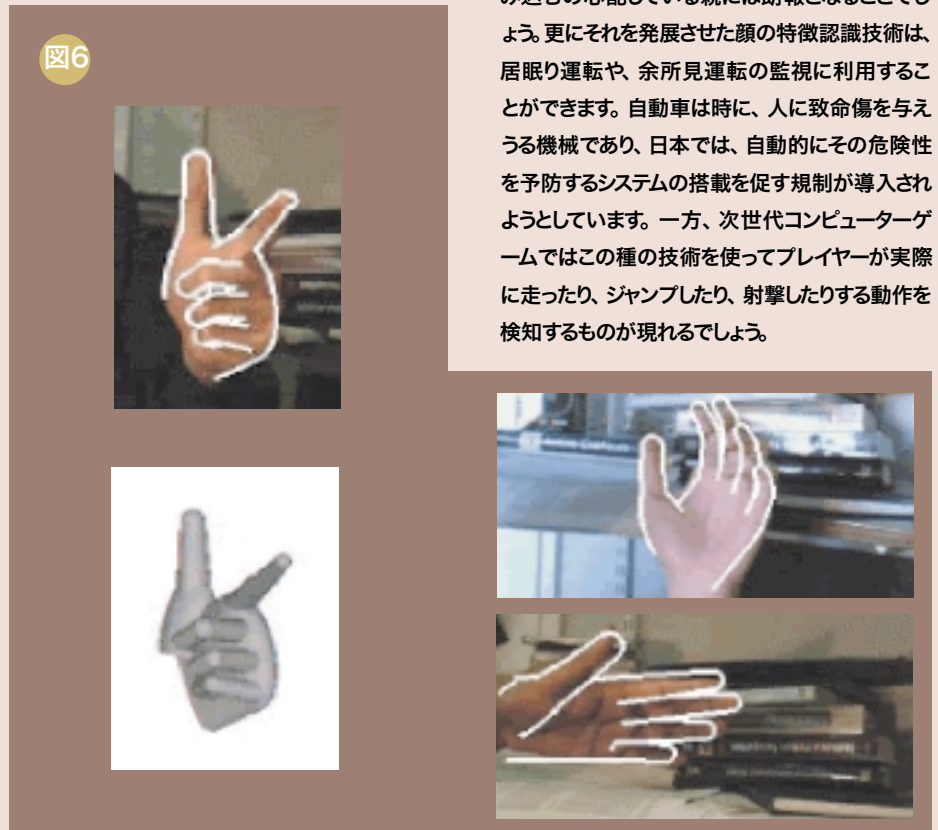 図6
ょう。更にそれを発展させた顔の特徴認識技術は、
居眠り運転や、余所見運転の監視に利用するこ
とができます。自動車は時に、人に致命傷を与え
うる機械であり、日本では、自動的にその危険性
を予防するシステムの搭載を促す規制が導入され
ようとしています。一方、次世代コンピューターゲ
ームではこの種の技術を使ってプレイヤーが実際
に走ったり、ジャンプしたり、射撃したりする動作を
検知するものが現れるでしょう。